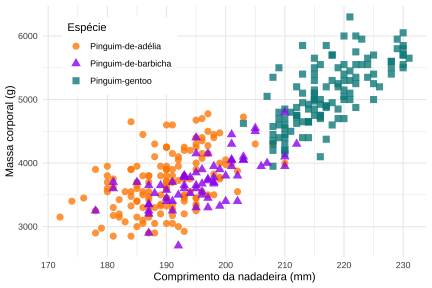 Espécie
Pinguim-de-adélia
Pinguim-de-barbicha
Pinguim-gentoo
Massa corporal (g)
6000
5000
4000
3000
170 180 190 200 210 220 230
Comprimento da nadadeira (mm)